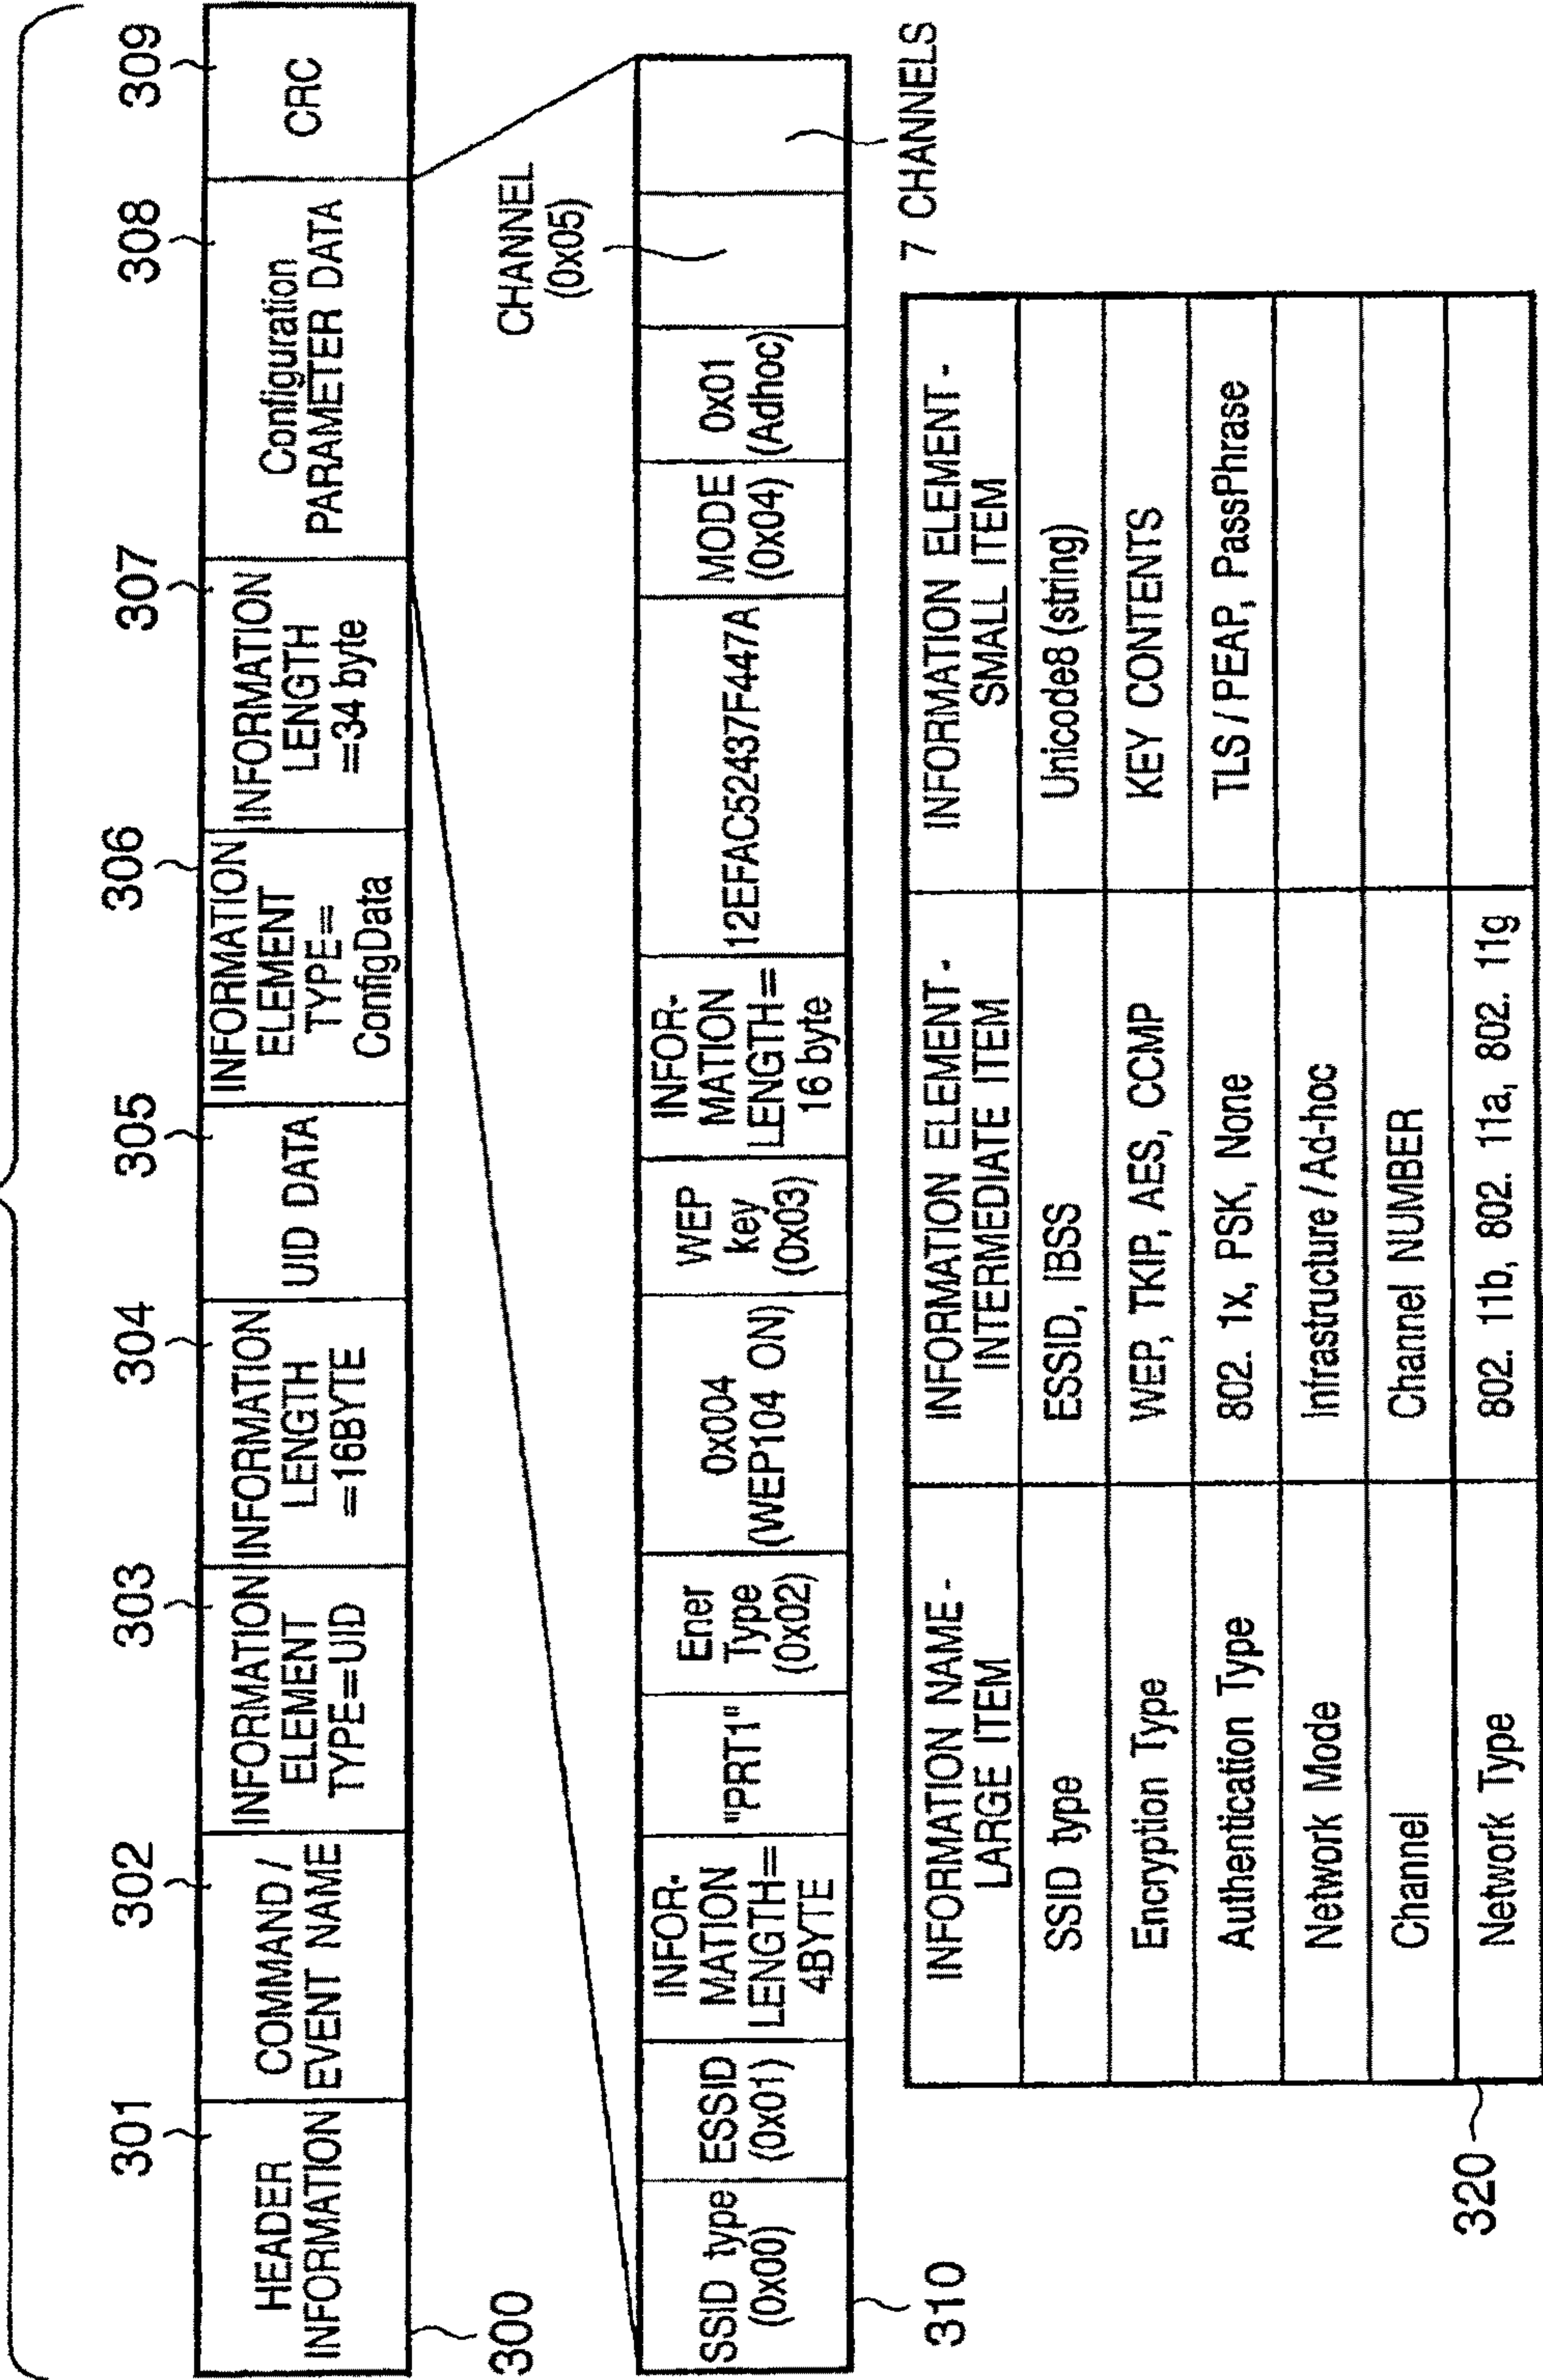 301
302
303
304
305
306
307
308
309
HEADER
INFORMATION
COMMAND /
EVENT NAME
INFORMATION
ELEMENT
TYPE=UID
INFORMATION
LENGTH
=16BYTE
UID DATA
INFORMATION
ELEMENT
TYPE=
ConfigData
INFORMATION
LENGTH
=34 byte
Configuration
PARAMETER DATA
CRC
300
CHANNEL
(0x05)
SSID type
(0x00)
ESSID
(0x01)
INFOR-
MATION
LENGTH=
4BYTE
"PRT1"
Ener
Type
(0x02)
0x004
(WEP104 ON)
WEP
key
(0x03)
INFOR-
MATION
LENGTH=
16 byte
12EFAC52437F447A
MODE
(0x04)
0x01
(Adhoc)
310
7 CHANNELS
INFORMATION NAME -
LARGE ITEM
INFORMATION ELEMENT -
INTERMEDIATE ITEM
INFORMATION ELEMENT -
SMALL ITEM
SSID type
ESSID, IBSS
Unicode8 (string)
Encryption Type
WEP, TKIP, AES, CCMP
KEY CONTENTS
Authentication Type
802. 1x, PSK, None
TLS / PEAP, PassPhrase
Network Mode
Infrastructure / Ad-hoc
Channel
Channel NUMBER
Network Type
802. 11b, 802. 11a, 802. 11g
320